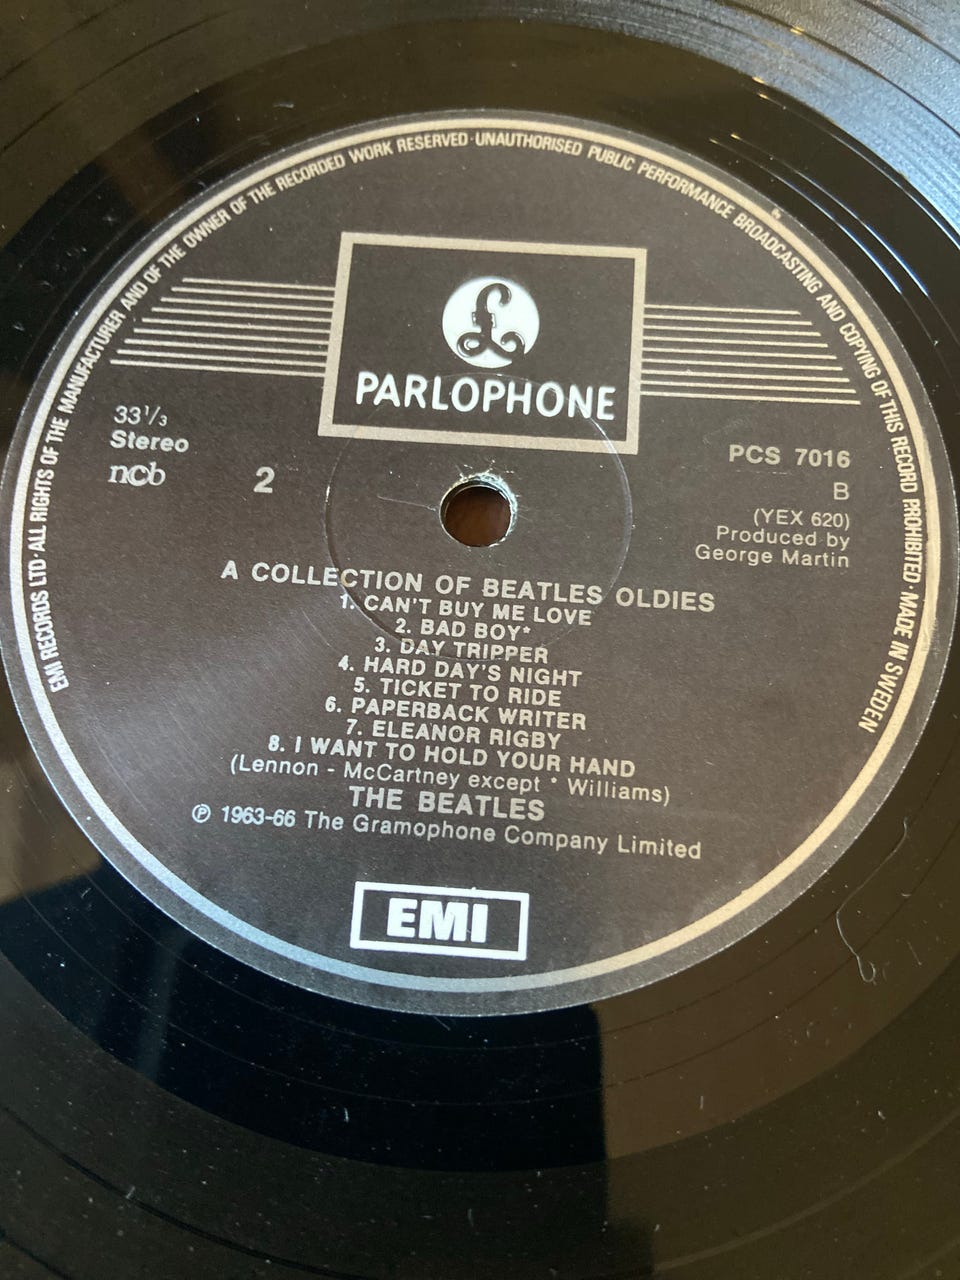 EMI RECORDS LTD · ALL RIGHTS OF THE MANUFACTURER AND OF THE OWNER OF THE RECORDED WORK RESERVED · UNAUTHORISED PUBLIC PERFORMANCE BROADCASTING AND COPYING OF THIS RECORD PROHIBITED · MADE IN SWEDEN
£
PARLOPHONE
33 1/3
Stereo
ncb
2
PCS 7016
B
(YEX 620)
Produced by
George Martin
A COLLECTION OF BEATLES OLDIES
1. CAN'T BUY ME LOVE
2. BAD BOY*
3. DAY TRIPPER
4. HARD DAY'S NIGHT
5. TICKET TO RIDE
6. PAPERBACK WRITER
7. ELEANOR RIGBY
8. I WANT TO HOLD YOUR HAND
(Lennon - McCartney except * Williams)
THE BEATLES
℗ 1963-66 The Gramophone Company Limited
EMI